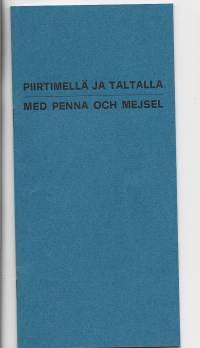 PIIRTIMELLÄ JA TALTALLA
MED PENNA OCH MEJSEL